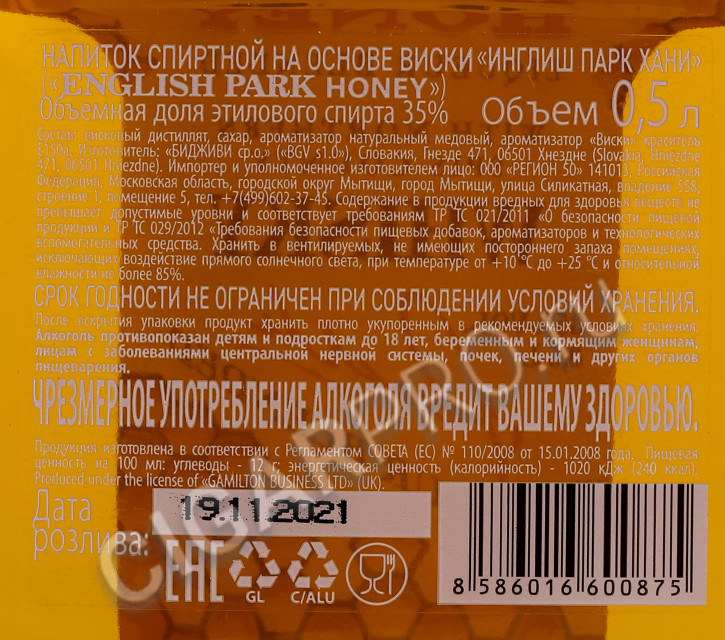 НАПИТОК СПИРТНОЙ НА ОСНОВЕ ВИСКИ «ИНГЛИШ ПАРК ХАНИ»
(«ENGLISH PARK HONEY»)
Объемная доля этилового спирта 35% Объем 0,5 л
Состав: висковый дистиллят, сахар, ароматизатор натуральный медовый, ароматизатор «Виски» краситель
Е150а. Изготовитель: «БИДЖИВИ ср.о.» («BGV s1.0»), Словакия, Гнезде 471, 06501 Хнездне (Slovakia, Hniezdne
471, 06501 Hniezdne). Импортер и уполномоченное изготовителем лицо: ООО «РЕГИОН 50» 141013, Российская
Федерация, Московская область, городской округ Мытищи, город Мытищи, улица Силикатная, владение 55В,
строение 1, помещение 5, тел. +7(499)602-37-45. Содержание в продукции вредных для здоровья веществ не
превышает допустимые уровни и соответствует требованиям ТР ТС 021/2011 «О безопасности пищевой
продукции и ТР ТС 029/2012 «Требования безопасности пищевых добавок, ароматизаторов и технологических
вспомогательных средства. Хранить в вентилируемых, не имеющих постороннего запаха помещениях,
исключающих воздействие прямого солнечного света, при температуре от +10 °С до +25 °С и относительной
влажности не более 85%.
СРОК ГОДНОСТИ НЕ ОГРАНИЧЕН ПРИ СОБЛЮДЕНИИ УСЛОВИЙ ХРАНЕНИЯ.
После вскрытия упаковки продукт хранить плотно укупоренным в рекомендуемых условиях хранения.
Алкоголь противопоказан детям и подросткам до 18 лет, беременным и кормящим женщинам,
лицам с заболеваниями центральной нервной системы, почек, печени и других органов
пищеварения.
ЧРЕЗМЕРНОЕ УПОТРЕБЛЕНИЕ АЛКОГОЛЯ ВРЕДИТ ВАШЕМУ ЗДОРОВЬЮ.
Продукция изготовлена в соответствии с Регламентом СОВЕТА (ЕС) № 110/2008 от 15.01.2008 года. Пищевая
ценность на 100 мл: углеводы - 12 г; энергетическая ценность (калорийность) - 1020 кДж (240 ккал).
Produced under the license of «GAMILTON BUSINESS LTD» (UK).
Дата
розлива:
19.11.2021
ЕАС
GL
C/ALU
8 586016 600875
CIGARPRO.ru